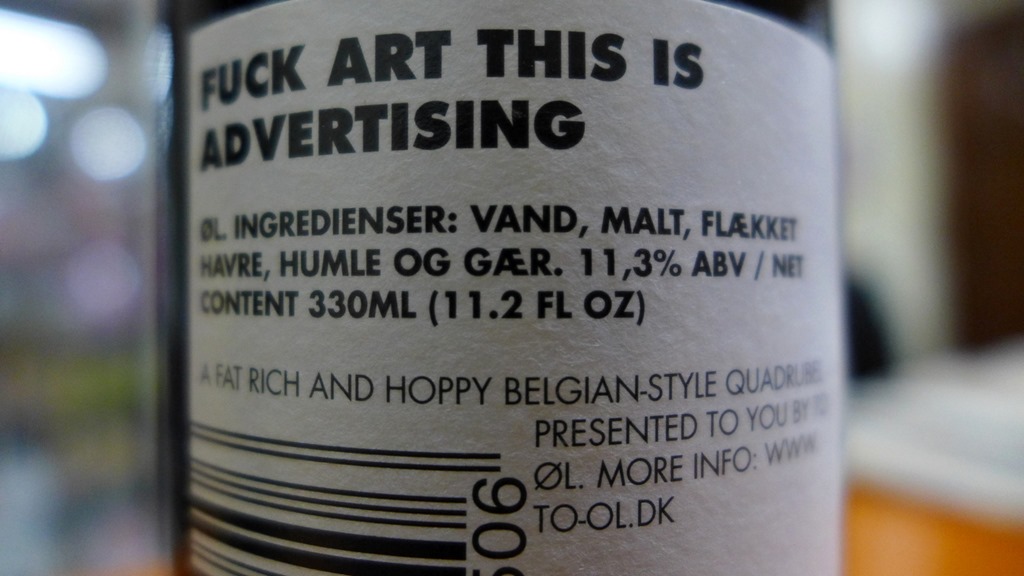 FUCK ART THIS IS
ADVERTISING
ØL. INGREDIENSER: VAND, MALT, FLÆKKET
HAVRE, HUMLE OG GÆR. 11,3% ABV / NET
CONTENT 330ML (11.2 FL OZ)
A FAT RICH AND HOPPY BELGIAN-STYLE
PRESENTED TO YOU BY TO
ØL. MORE INFO: WWW
TO-OL.DK